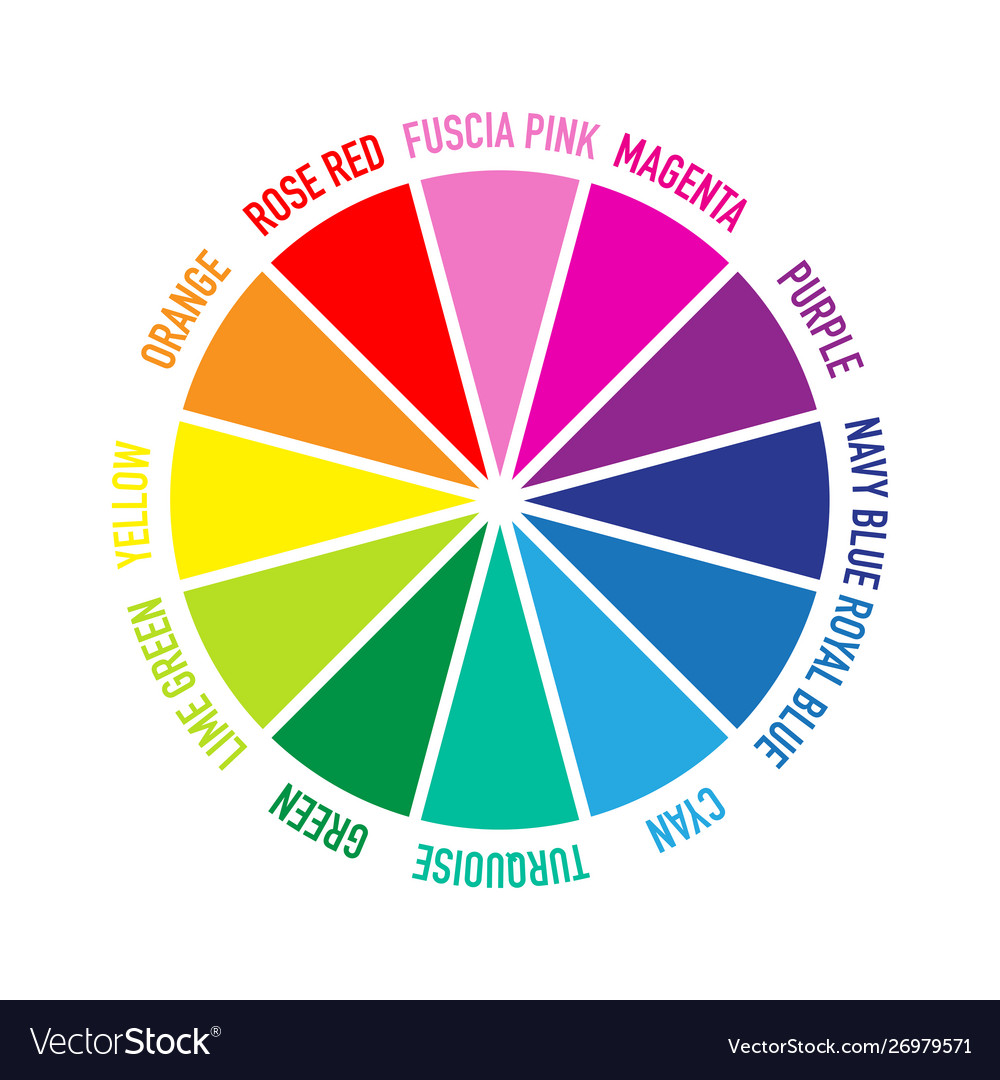 FUSCIA PINK
MAGENTA
PURPLE
NAVY BLUE
ROYAL BLUE
CYAN
TURQUOISE
GREEN
LIME GREEN
YELLOW
ORANGE
ROSE RED
VectorStock®
VectorStock.com/26979571